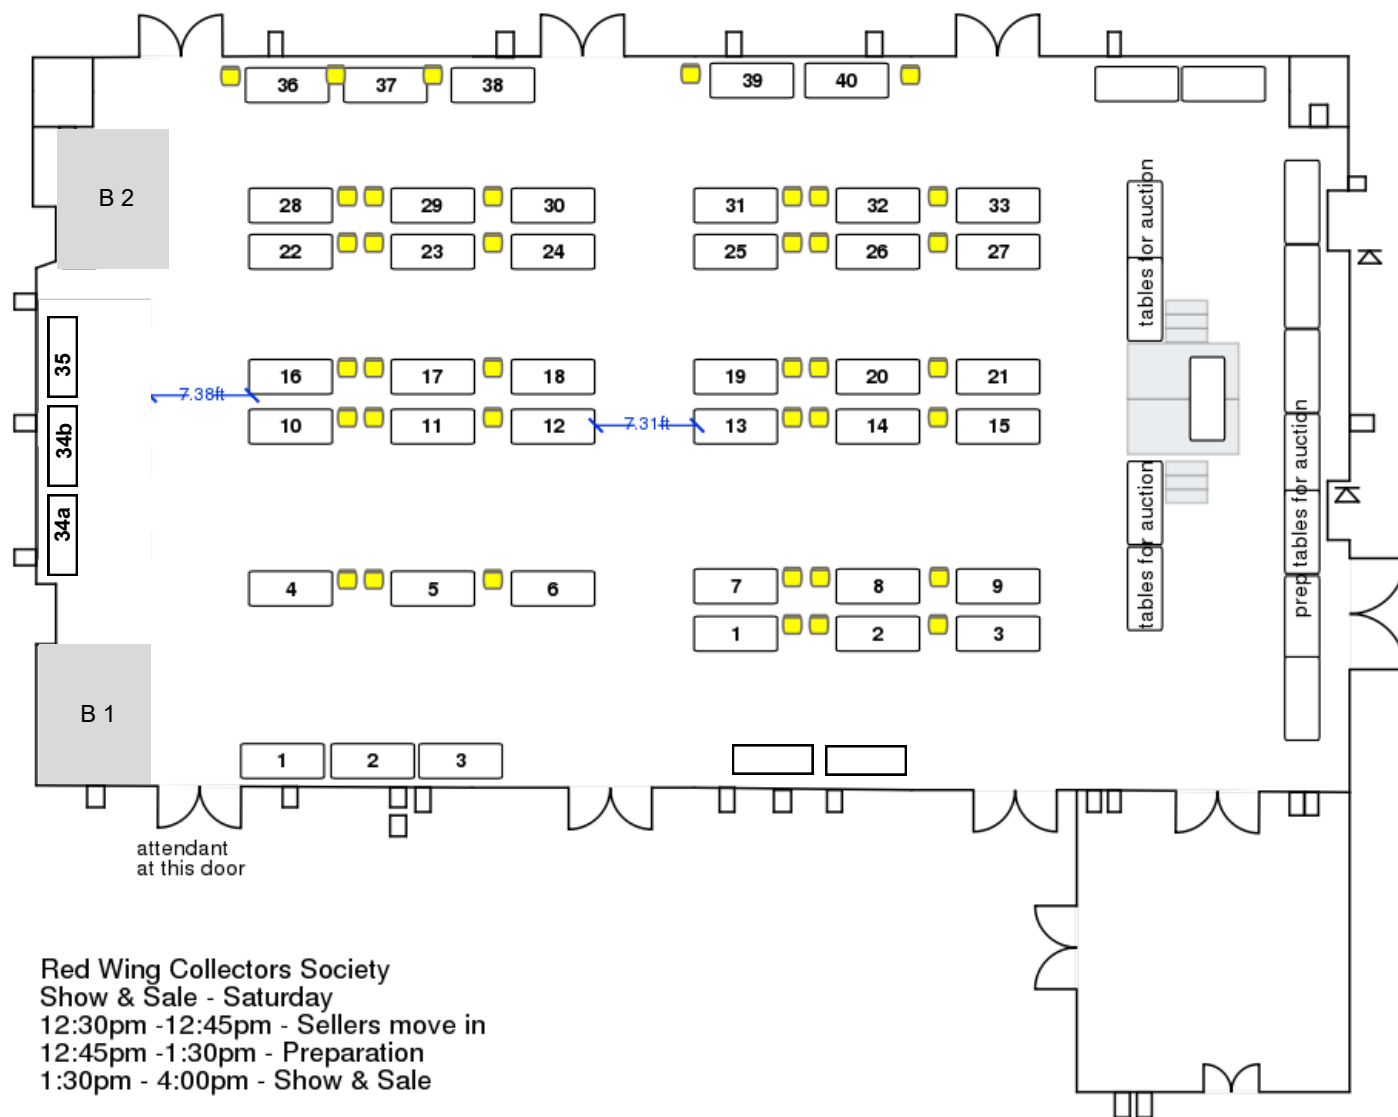 36 37 38 39 40
B 2
28 29 30 31 32 33
22 23 24 25 26 27
tables for auction
35
16 17 18 19 20 21
7.38ft
34b
10 11 12 7.31ft 13 14 15
prep tables for auction
34a
tables for auction
4 5 6 7 8 9
1 2 3
B 1
1 2 3
attendant
at this door
Red Wing Collectors Society
Show & Sale - Saturday
12:30pm -12:45pm - Sellers move in
12:45pm -1:30pm - Preparation
1:30pm - 4:00pm - Show & Sale